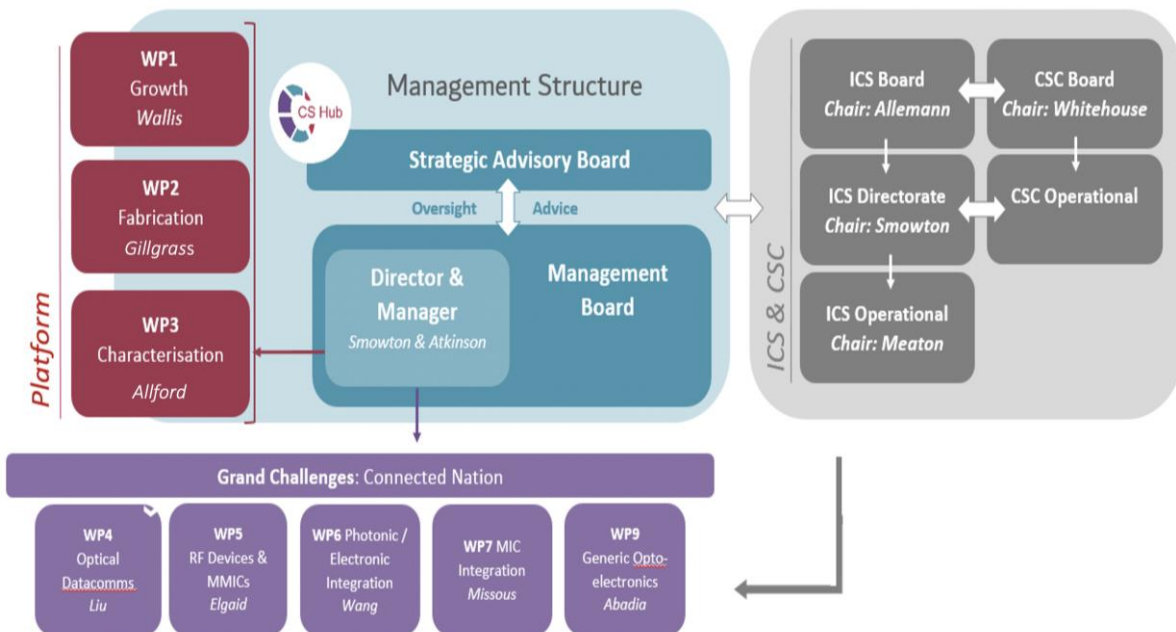 Platform
WP1
Growth
Wallis
WP2
Fabrication
Gillgrass
WP3
Characterisation
Allford
CS Hub
Management Structure
Strategic Advisory Board
Oversight
Advice
Director &
Manager
Smowton & Atkinson
Management
Board
ICS & CSC
ICS Board
Chair: Allemann
CSC Board
Chair: Whitehouse
ICS Directorate
Chair: Smowton
CSC Operational
ICS Operational
Chair: Meaton
Grand Challenges: Connected Nation
WP4
Optical
Datacomms
Liu
WP5
RF Devices &
MMICs
Elgaid
WP6 Photonic /
Electronic
Integration
Wang
WP7 MIC
Integration
Missous
WP9
Generic Opto-
electronics
Abadia